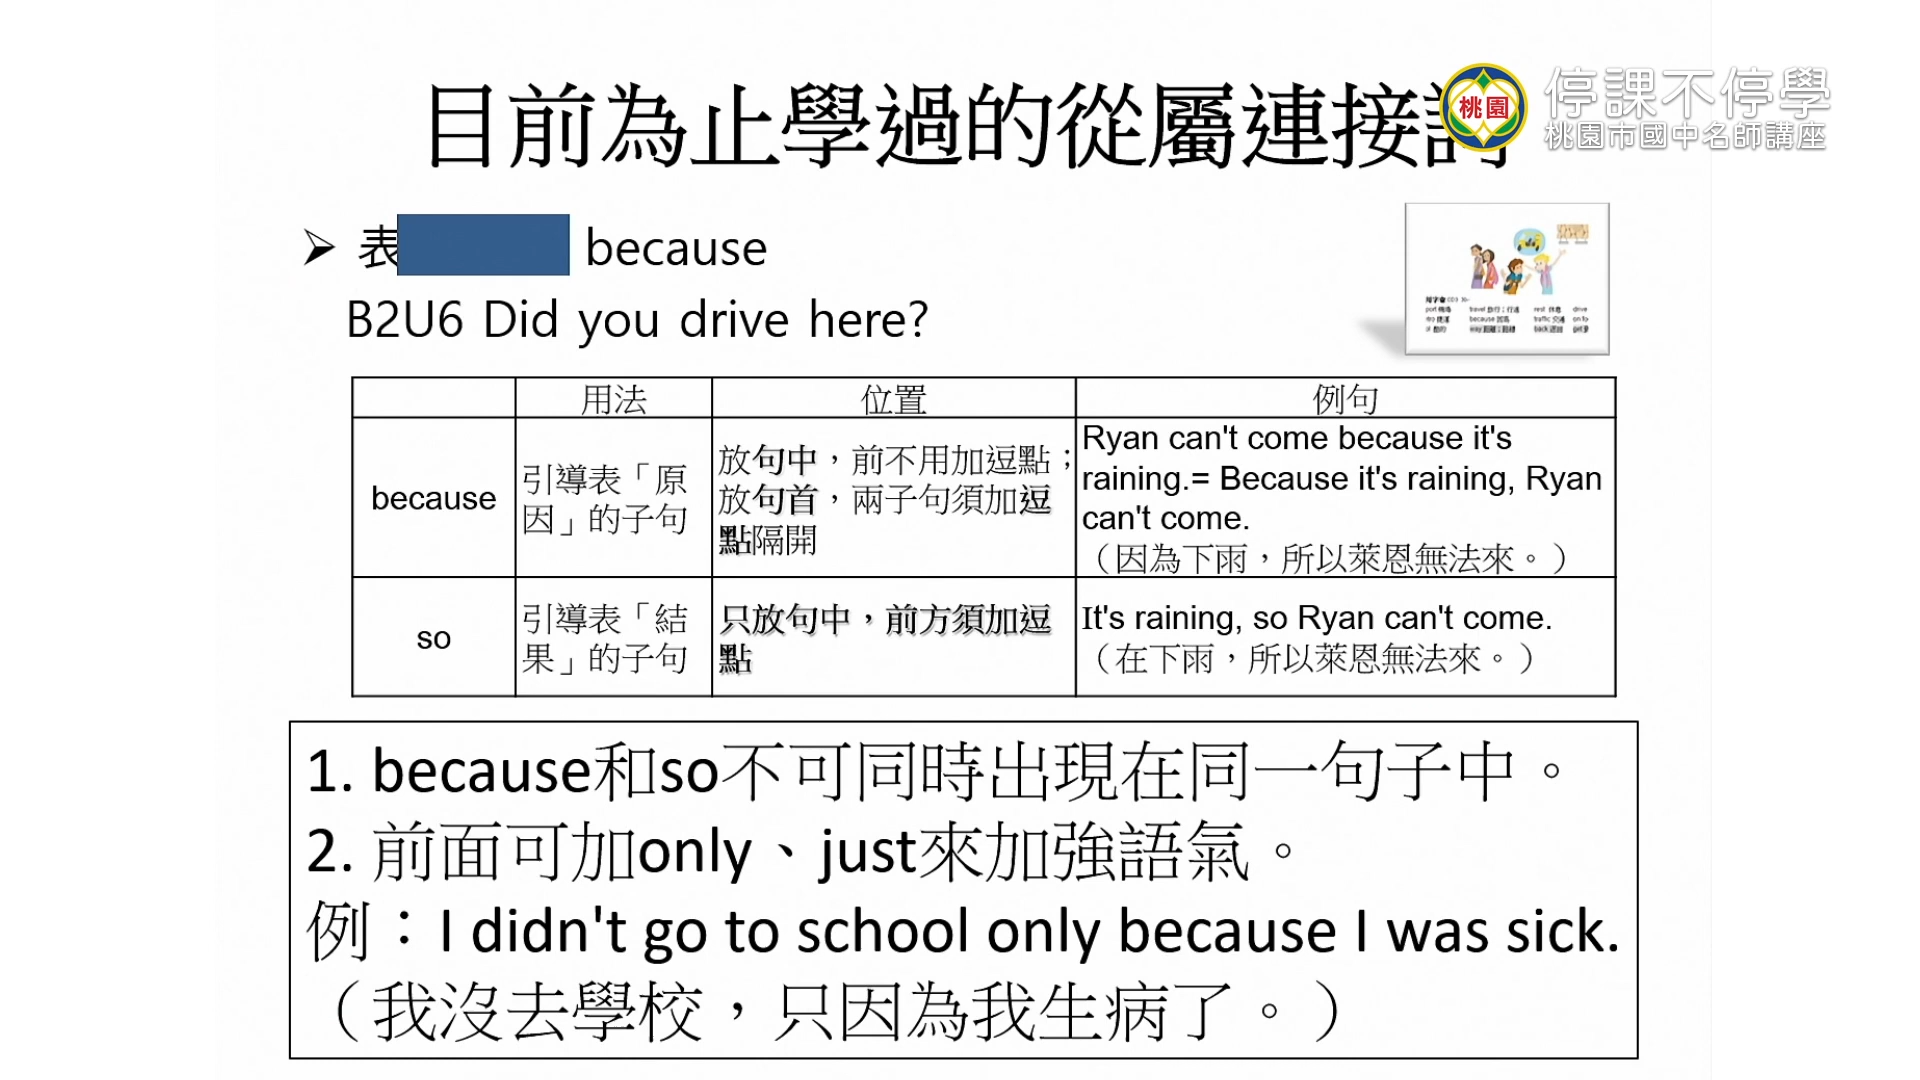 目前為止學過的從屬連接
桃園
停課不停學
桃園市國中名師講座
表 because
B2U6 Did you drive here?
用法 位置 例句
because
引導表「原
因」的子句
放句中，前不用加逗點；
放句首，兩子句須加逗
點隔開
Ryan can't come because it's
raining.= Because it's raining, Ryan
can't come.
（因為下雨，所以萊恩無法來。）
so
引導表「結
果」的子句
只放句中，前方須加逗
點
It's raining, so Ryan can't come.
（在下雨，所以萊恩無法來。）
1. because和so不可同時出現在同一句子中。
2. 前面可加only、just來加強語氣。
例：I didn't go to school only because I was sick.
（我沒去學校，只因為我生病了。）